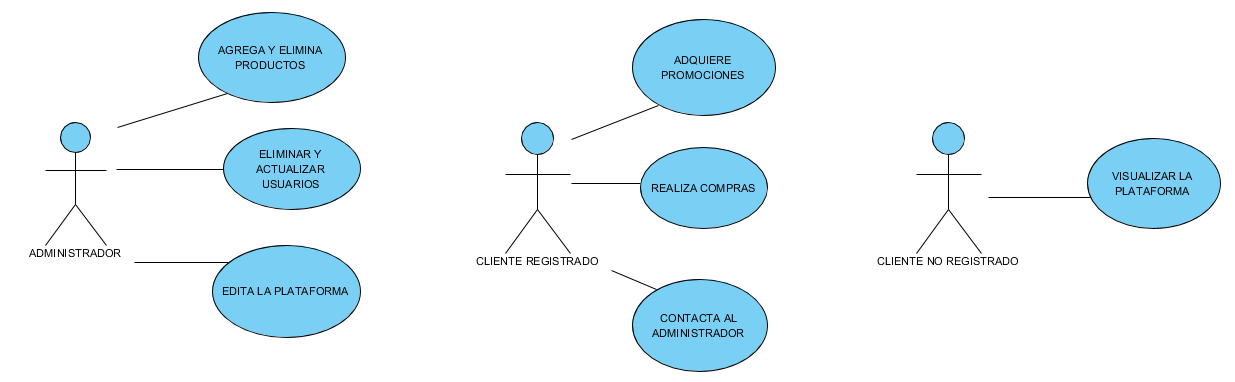 AGREGA Y ELIMINA
PRODUCTOS
ELIMINAR Y
ACTUALIZAR
USUARIOS
ADMINISTRADOR
EDITA LA PLATAFORMA
ADQUIERE
PROMOCIONES
REALIZA COMPRAS
CLIENTE REGISTRADO
CONTACTA AL
ADMINISTRADOR
VISUALIZAR LA
PLATAFORMA
CLIENTE NO REGISTRADO